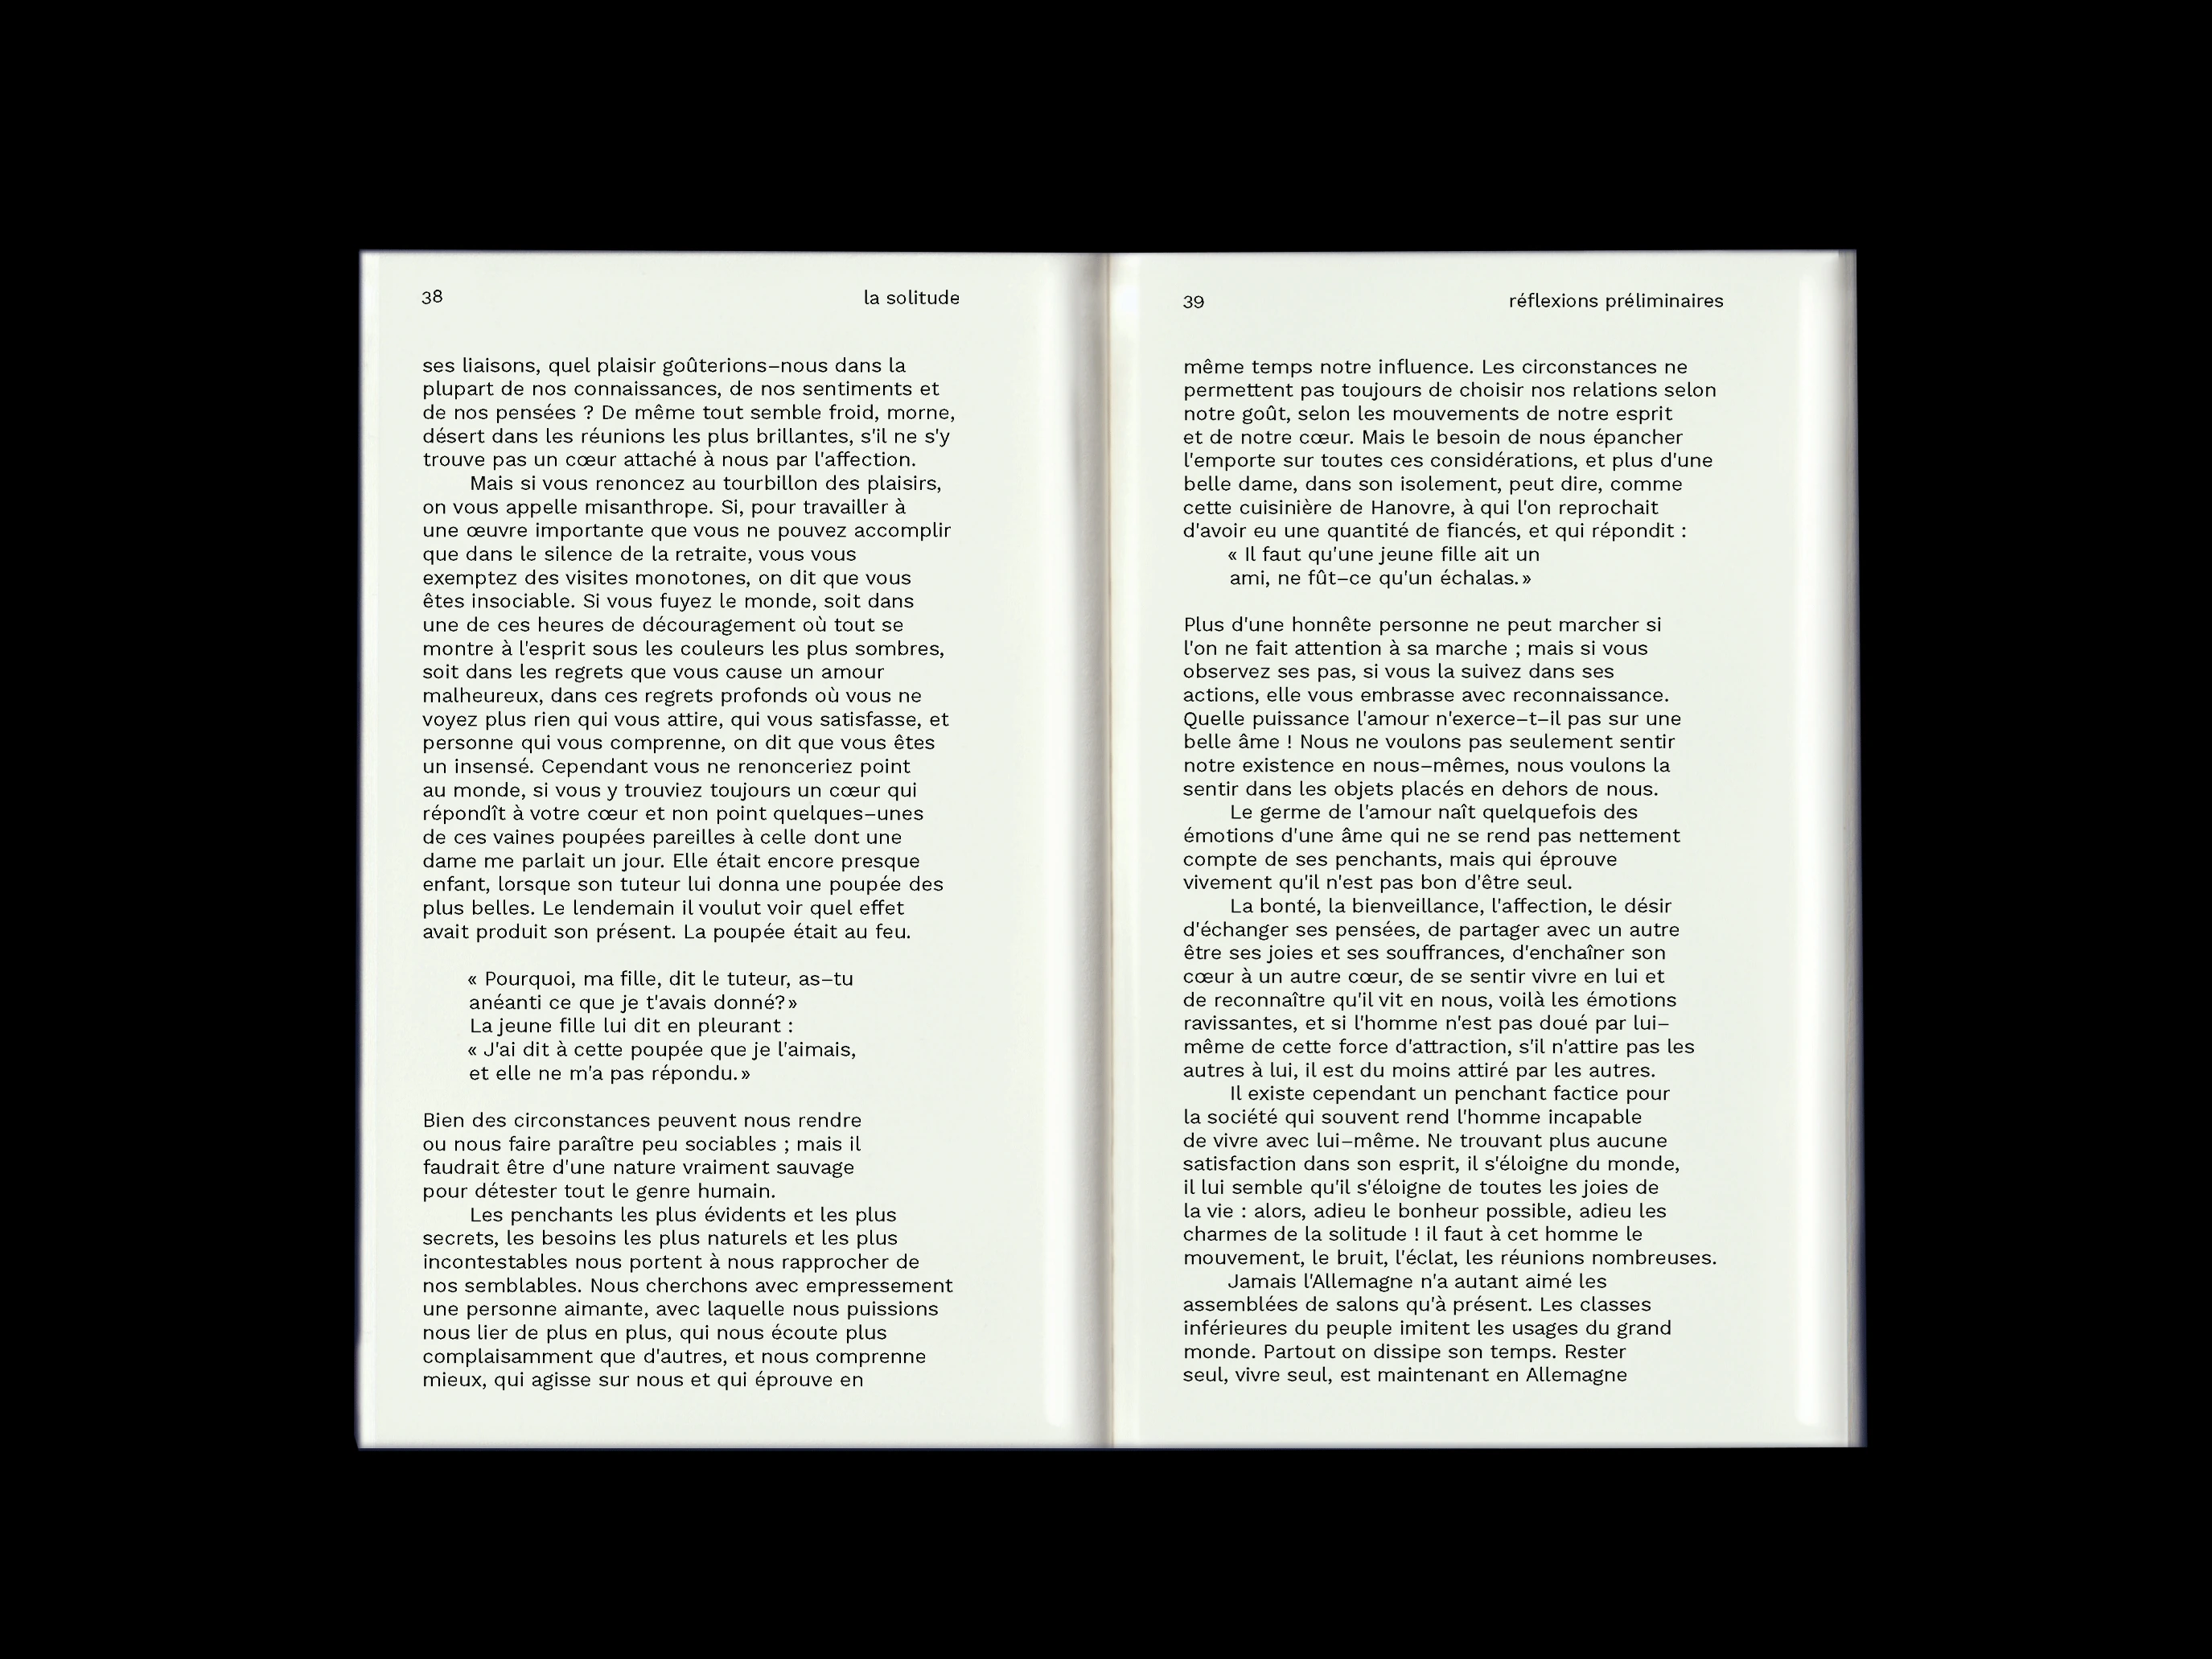 38
la solitude
ses liaisons, quel plaisir goûterions–nous dans la
plupart de nos connaissances, de nos sentiments et
de nos pensées ? De même tout semble froid, morne,
désert dans les réunions les plus brillantes, s'il ne s'y
trouve pas un cœur attaché à nous par l'affection.
Mais si vous renoncez au tourbillon des plaisirs,
on vous appelle misanthrope. Si, pour travailler à
une œuvre importante que vous ne pouvez accomplir
que dans le silence de la retraite, vous vous
exemptez des visites monotones, on dit que vous
êtes insociable. Si vous fuyez le monde, soit dans
une de ces heures de découragement où tout se
montre à l'esprit sous les couleurs les plus sombres,
soit dans les regrets que vous cause un amour
malheureux, dans ces regrets profonds où vous ne
voyez plus rien qui vous attire, qui vous satisfasse, et
personne qui vous comprenne, on dit que vous êtes
un insensé. Cependant vous ne renonceriez point
au monde, si vous y trouviez toujours un cœur qui
répondît à votre cœur et non point quelques–unes
de ces vaines poupées pareilles à celle dont une
dame me parlait un jour. Elle était encore presque
enfant, lorsque son tuteur lui donna une poupée des
plus belles. Le lendemain il voulut voir quel effet
avait produit son présent. La poupée était au feu.
« Pourquoi, ma fille, dit le tuteur, as–tu
anéanti ce que je t'avais donné?»
La jeune fille lui dit en pleurant :
« J'ai dit à cette poupée que je l'aimais,
et elle ne m'a pas répondu.»
Bien des circonstances peuvent nous rendre
ou nous faire paraître peu sociables ; mais il
faudrait être d'une nature vraiment sauvage
pour détester tout le genre humain.
Les penchants les plus évidents et les plus
secrets, les besoins les plus naturels et les plus
incontestables nous portent à nous rapprocher de
nos semblables. Nous cherchons avec empressement
une personne aimante, avec laquelle nous puissions
nous lier de plus en plus, qui nous écoute plus
complaisamment que d'autres, et nous comprenne
mieux, qui agisse sur nous et qui éprouve en
39
réflexions préliminaires
même temps notre influence. Les circonstances ne
permettent pas toujours de choisir nos relations selon
notre goût, selon les mouvements de notre esprit
et de notre cœur. Mais le besoin de nous épancher
l'emporte sur toutes ces considérations, et plus d'une
belle dame, dans son isolement, peut dire, comme
cette cuisinière de Hanovre, à qui l'on reprochait
d'avoir eu une quantité de fiancés, et qui répondit :
« Il faut qu'une jeune fille ait un
ami, ne fût–ce qu'un échalas.»
Plus d'une honnête personne ne peut marcher si
l'on ne fait attention à sa marche ; mais si vous
observez ses pas, si vous la suivez dans ses
actions, elle vous embrasse avec reconnaissance.
Quelle puissance l'amour n'exerce–t–il pas sur une
belle âme ! Nous ne voulons pas seulement sentir
notre existence en nous–mêmes, nous voulons la
sentir dans les objets placés en dehors de nous.
Le germe de l'amour naît quelquefois des
émotions d'une âme qui ne se rend pas nettement
compte de ses penchants, mais qui éprouve
vivement qu'il n'est pas bon d'être seul.
La bonté, la bienveillance, l'affection, le désir
d'échanger ses pensées, de partager avec un autre
être ses joies et ses souffrances, d'enchaîner son
cœur à un autre cœur, de se sentir vivre en lui et
de reconnaître qu'il vit en nous, voilà les émotions
ravissantes, et si l'homme n'est pas doué par lui–
même de cette force d'attraction, s'il n'attire pas les
autres à lui, il est du moins attiré par les autres.
Il existe cependant un penchant factice pour
la société qui souvent rend l'homme incapable
de vivre avec lui–même. Ne trouvant plus aucune
satisfaction dans son esprit, il s'éloigne du monde,
il lui semble qu'il s'éloigne de toutes les joies de
la vie : alors, adieu le bonheur possible, adieu les
charmes de la solitude ! il faut à cet homme le
mouvement, le bruit, l'éclat, les réunions nombreuses.
Jamais l'Allemagne n'a autant aimé les
assemblées de salons qu'à présent. Les classes
inférieures du peuple imitent les usages du grand
monde. Partout on dissipe son temps. Rester
seul, vivre seul, est maintenant en Allemagne